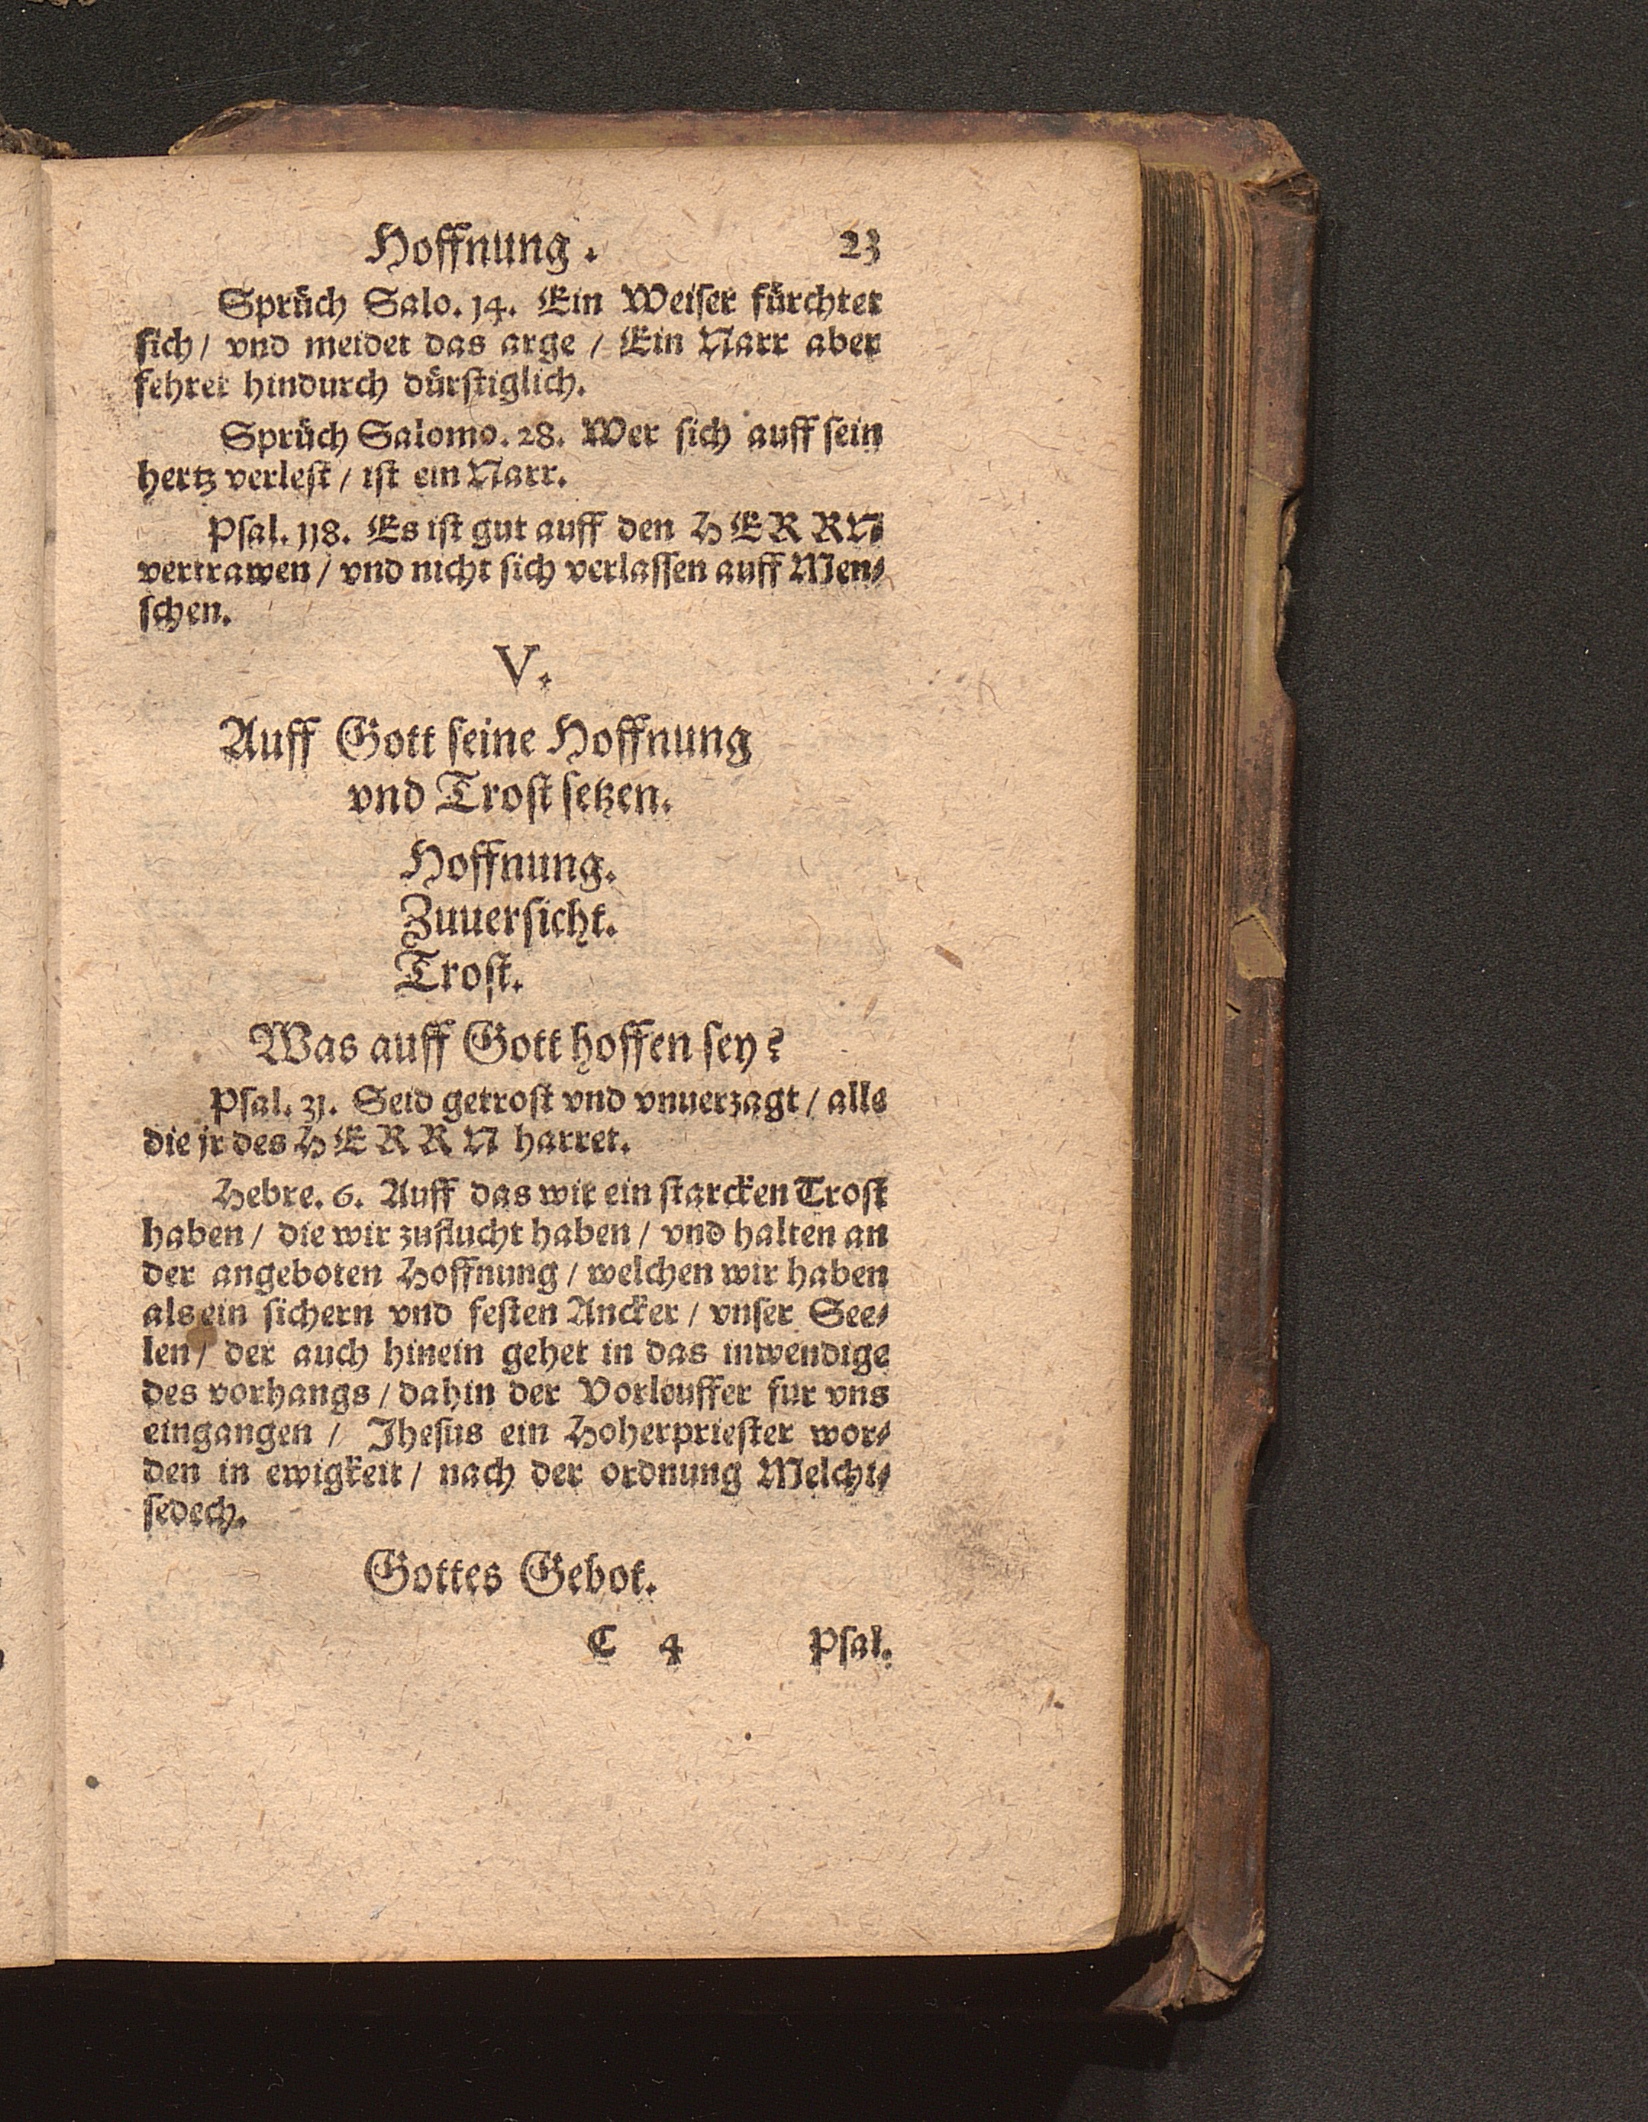 Hoffnung. 23
Sprüch Salo. 14. Ein Weiser fürchtet
sich / vnd meidet das arge / Ein Narr aber
fehret hindurch dürstiglich.
Sprüch Salomo. 28. Wer sich auff sein
hertz verlest / ist ein Narr.
Psal. 118. Es ist gut auff den HERRN
vertrawen / vnd nicht sich verlassen auff Men⸗
schen.
V.
Auff Gott seine Hoffnung
vnd Trost setzen.
Hoffnung.
Zuuersicht.
Trost.
Was auff Gott hoffen sey?
Psal. 31. Seid getrost vnd vnuerzagt / alle
die jr des HERRN harret.
Hebre. 6. Auff das wir ein starcken Trost
haben / die wir zuflucht haben / vnd halten an
der angeboten Hoffnung / welchen wir haben
als ein sichern vnd festen Ancker / vnser See⸗
len / der auch hinein gehet in das inwendige
des vorhangs / dahin der Vorleuffer fur vns
eingangen / Jhesus ein Hoherpriester wor⸗
den in ewigkeit / nach der ordnung Melchi⸗
sedech.
Gottes Gebot.
C 4 Psal.